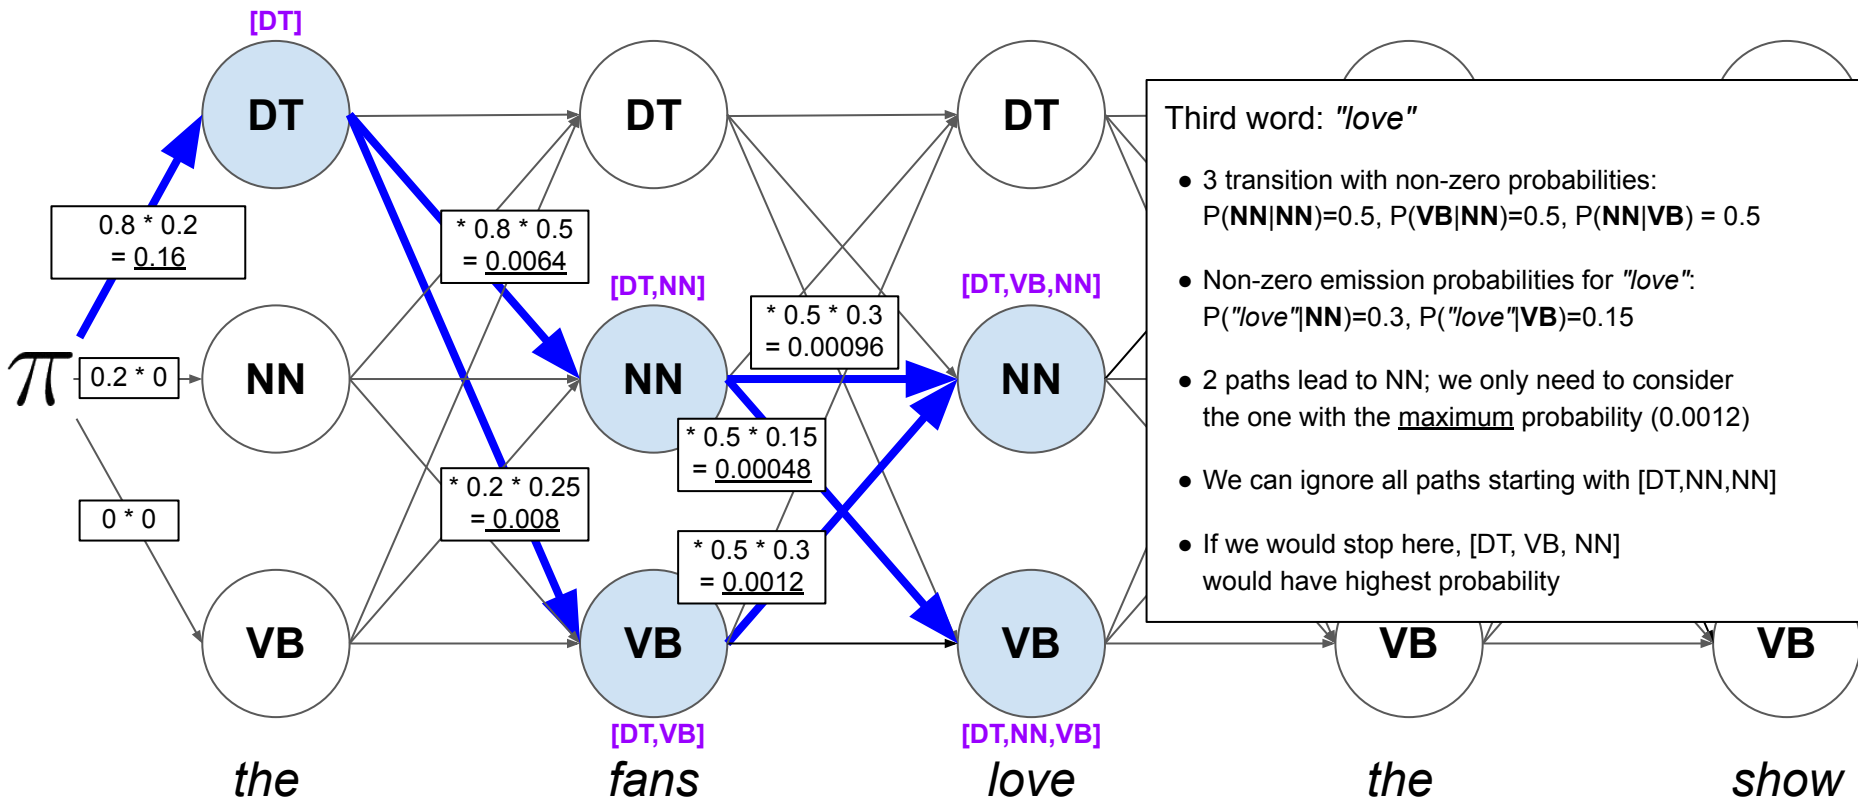 [DT]
DT
DT
DT
0.8 * 0.2
= 0.16
* 0.8 * 0.5
= 0.0064
[DT,NN]
[DT,VB,NN]
* 0.5 * 0.3
= 0.00096
π
0.2 * 0
NN
NN
NN
* 0.5 * 0.15
= 0.00048
* 0.2 * 0.25
= 0.008
0 * 0
* 0.5 * 0.3
= 0.0012
VB
VB
VB
VB
VB
[DT,VB]
[DT,NN,VB]
the
fans
love
the
show
Third word: "love"
● 3 transition with non-zero probabilities:
P(NN|NN)=0.5, P(VB|NN)=0.5, P(NN|VB) = 0.5
● Non-zero emission probabilities for "love":
P("love"|NN)=0.3, P("love"|VB)=0.15
● 2 paths lead to NN; we only need to consider
the one with the maximum probability (0.0012)
● We can ignore all paths starting with [DT,NN,NN]
● If we would stop here, [DT, VB, NN]
would have highest probability